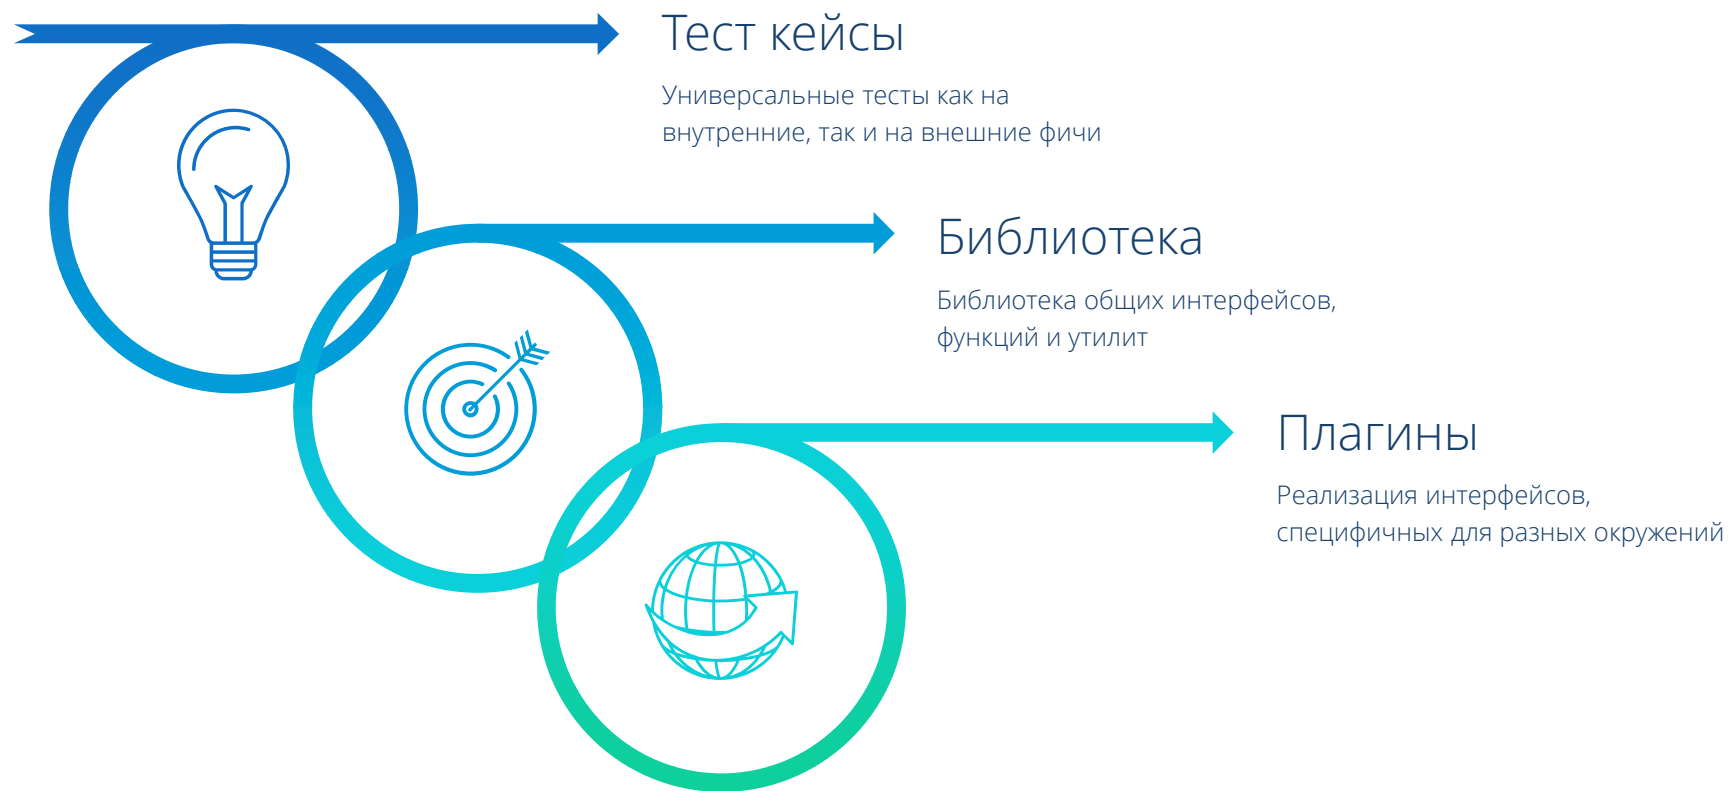 Тест кейсы
Универсальные тесты как на
внутренние, так и на внешние фичи
Библиотека
Библиотека общих интерфейсов,
функций и утилит
Плагины
Реализация интерфейсов,
специфичных для разных окружений